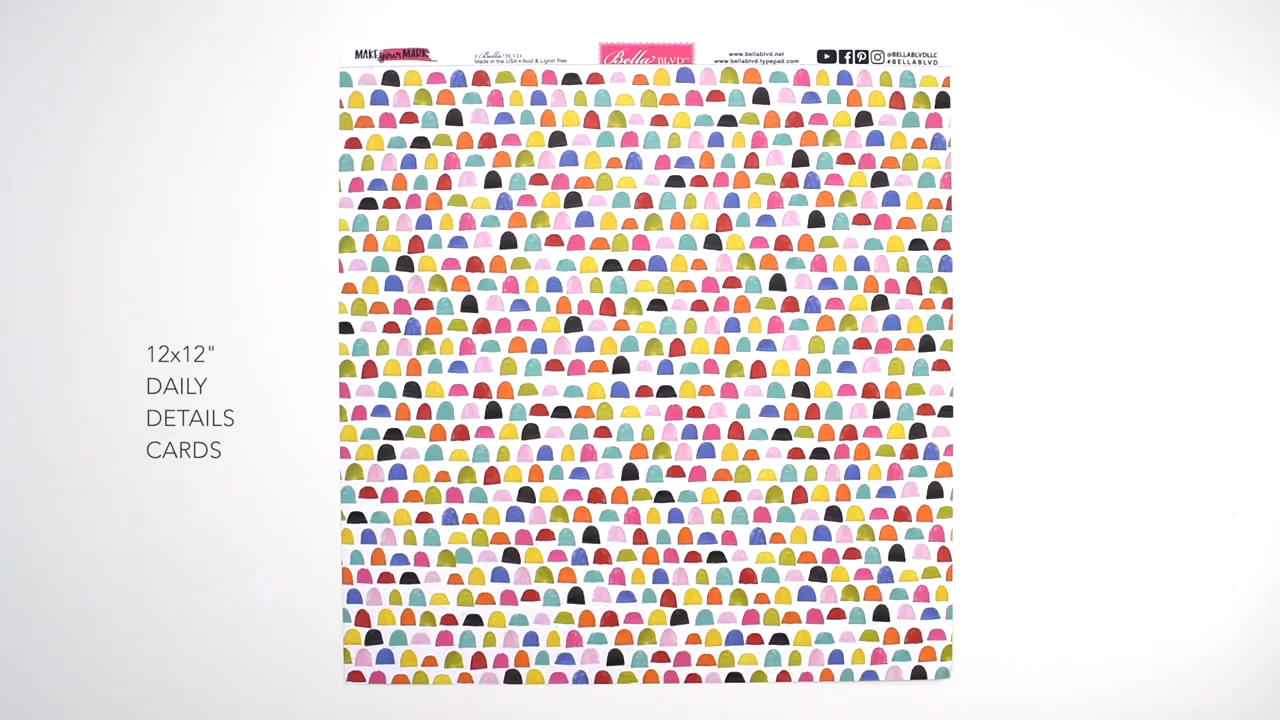 MAKE your MARK
© Bella BLVD
Made in the USA • Acid & Lignin free
Bella BLVD™
www.bellablvd.net
www.bellablvd.typepad.com
@BELLABLVDLLC
#BELLABLVD
12x12"
DAILY
DETAILS
CARDS